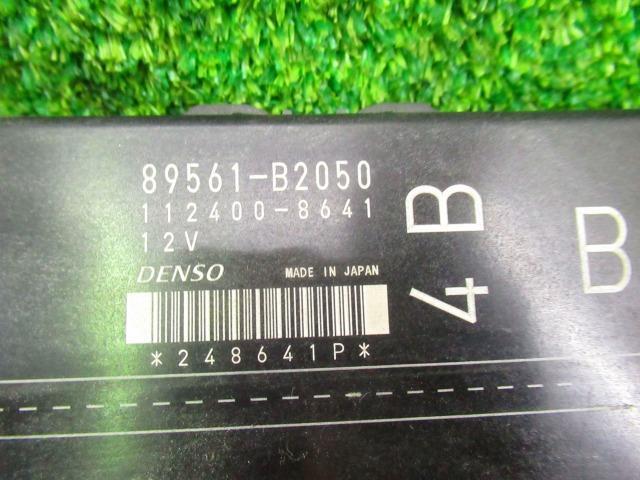 89561-B2050
112400-8641
12V
DENSO MADE IN JAPAN
*248641P*
4B
B